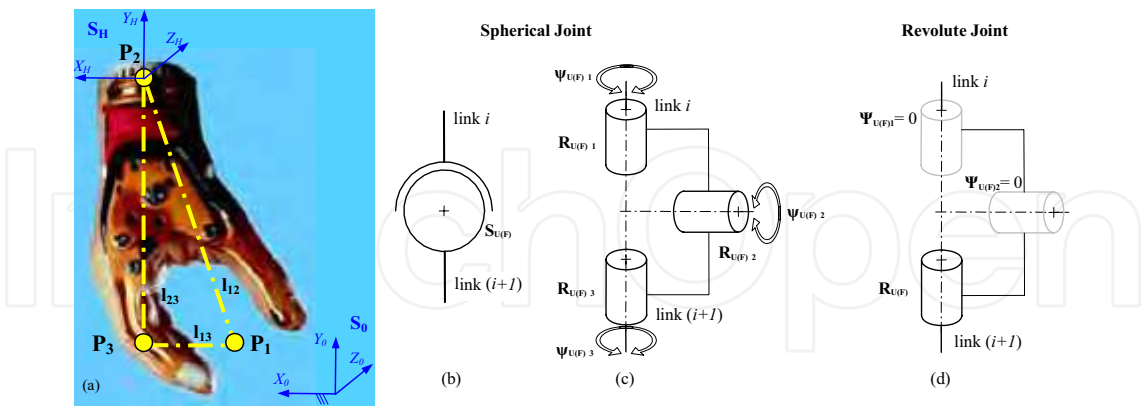 Spherical Joint
Revolute Joint
S_H
Y_H
Z_H
X_H
P_2
l_23
l_12
l_13
P_3
P_1
S_0
Y_0
Z_0
X_0
(a)
link i
S_U(F)
link (i+1)
(b)
Ψ_U(F) 1
link i
R_U(F) 1
Ψ_U(F) 2
R_U(F) 2
R_U(F) 3
link (i+1)
Ψ_U(F) 3
(c)
link i
Ψ_U(F)1 = 0
Ψ_U(F)2 = 0
R_U(F)
link (i+1)
(d)